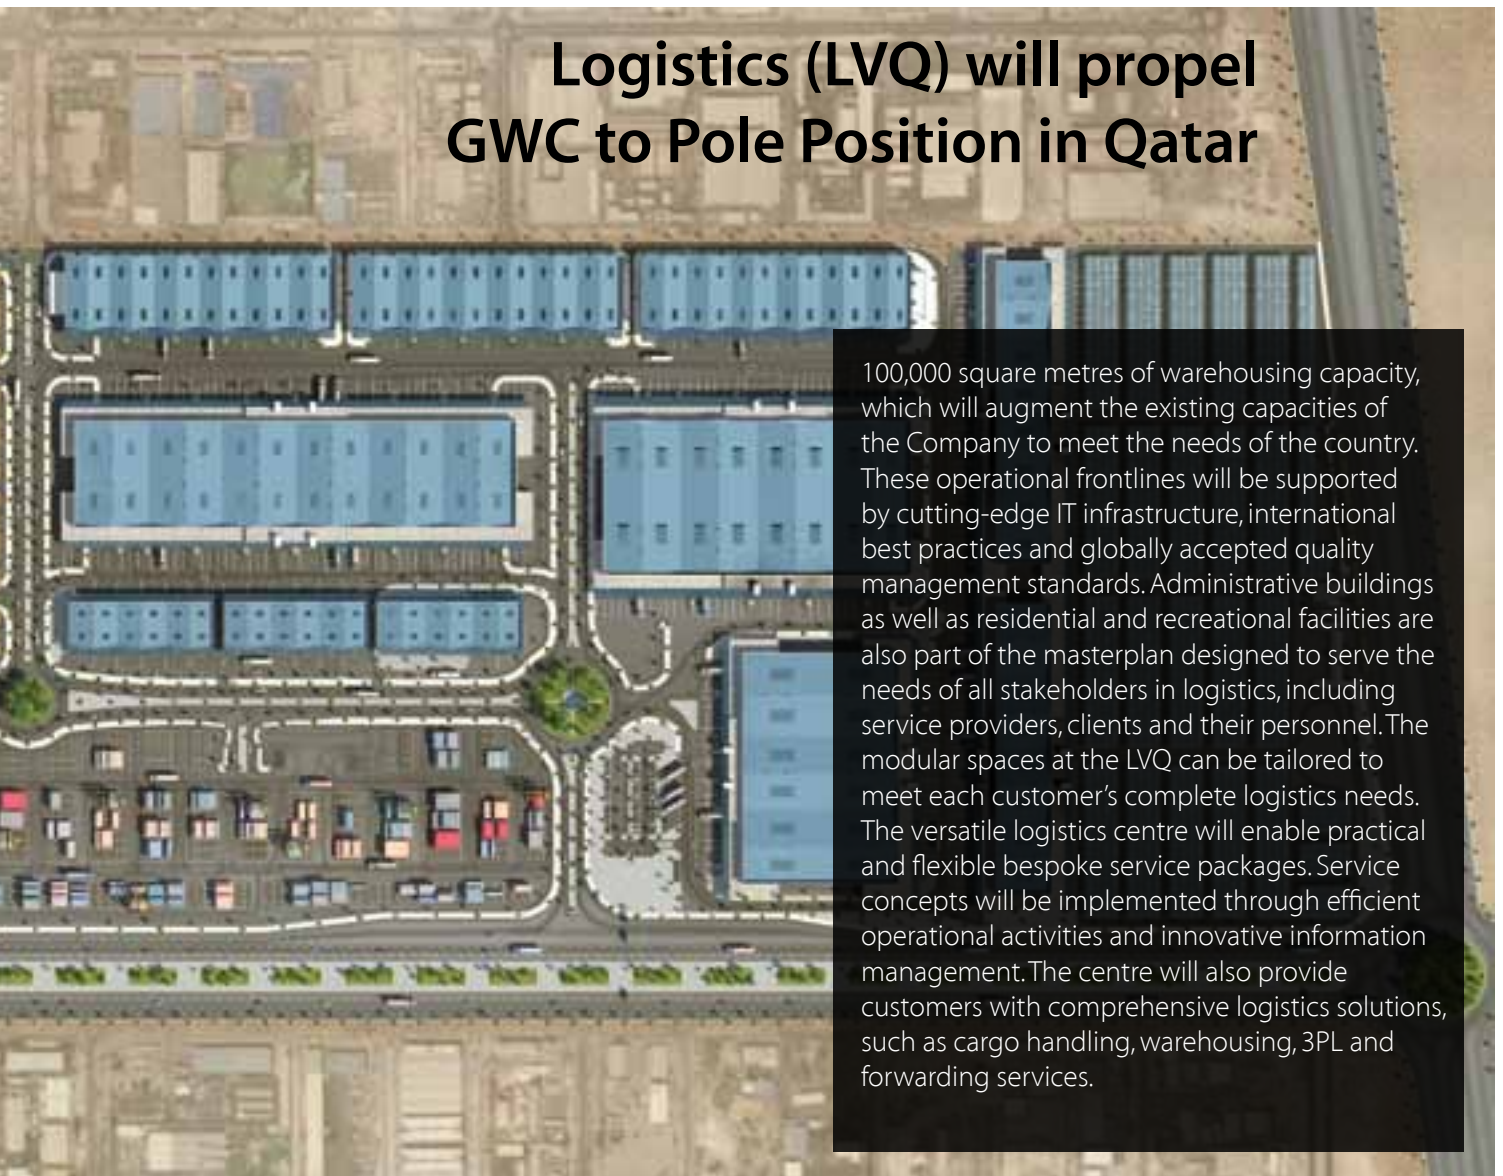 Logistics (LVQ) will propel
GWC to Pole Position in Qatar
100,000 square metres of warehousing capacity,
which will augment the existing capacities of
the Company to meet the needs of the country.
These operational frontlines will be supported
by cutting-edge IT infrastructure, international
best practices and globally accepted quality
management standards. Administrative buildings
as well as residential and recreational facilities are
also part of the masterplan designed to serve the
needs of all stakeholders in logistics, including
service providers, clients and their personnel. The
modular spaces at the LVQ can be tailored to
meet each customer’s complete logistics needs.
The versatile logistics centre will enable practical
and flexible bespoke service packages. Service
concepts will be implemented through efficient
operational activities and innovative information
management. The centre will also provide
customers with comprehensive logistics solutions,
such as cargo handling, warehousing, 3PL and
forwarding services.